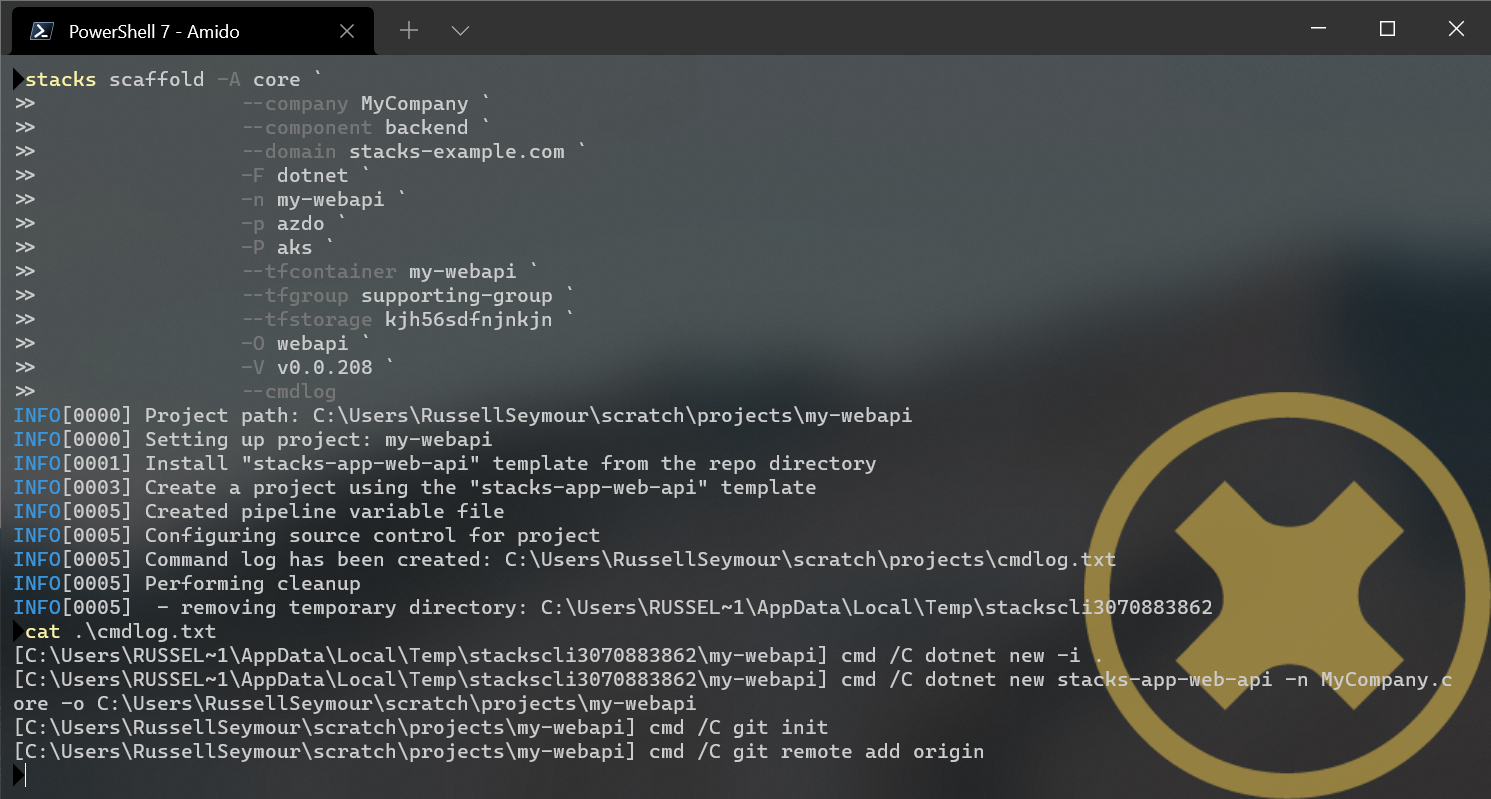 PowerShell 7 - Amido
stacks scaffold -A core `
>>                   --company MyCompany `
>>                   --component backend `
>>                   --domain stacks-example.com `
>>                   -F dotnet `
>>                   -n my-webapi `
>>                   -p azdo `
>>                   -P aks `
>>                   --tfcontainer my-webapi `
>>                   --tfgroup supporting-group `
>>                   --tfstorage kjh56sdfnjnkjn `
>>                   -O webapi `
>>                   -V v0.0.208 `
>>                   --cmdlog
INFO[0000] Project path: C:\Users\RussellSeymour\scratch\projects\my-webapi
INFO[0000] Setting up project: my-webapi
INFO[0001] Install "stacks-app-web-api" template from the repo directory
INFO[0003] Create a project using the "stacks-app-web-api" template
INFO[0005] Created pipeline variable file
INFO[0005] Configuring source control for project
INFO[0005] Command log has been created: C:\Users\RussellSeymour\scratch\projects\cmdlog.txt
INFO[0005] Performing cleanup
INFO[0005]  - removing temporary directory: C:\Users\RUSSEL~1\AppData\Local\Temp\stackscli3070883862
cat .\cmdlog.txt
[C:\Users\RUSSEL~1\AppData\Local\Temp\stackscli3070883862\my-webapi] cmd /C dotnet new -i .
[C:\Users\RUSSEL~1\AppData\Local\Temp\stackscli3070883862\my-webapi] cmd /C dotnet new stacks-app-web-api -n MyCompany.c
ore -o C:\Users\RussellSeymour\scratch\projects\my-webapi
[C:\Users\RussellSeymour\scratch\projects\my-webapi] cmd /C git init
[C:\Users\RussellSeymour\scratch\projects\my-webapi] cmd /C git remote add origin